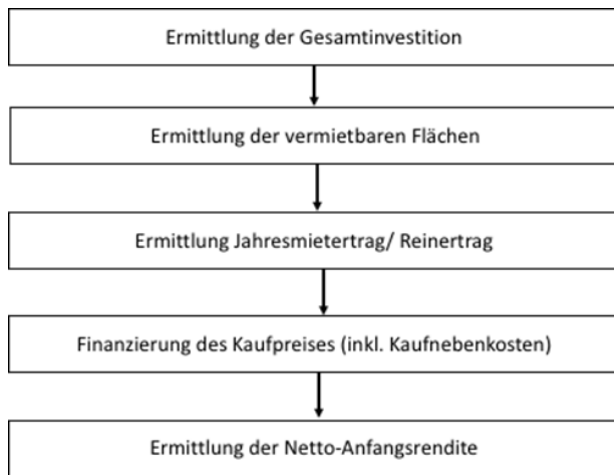 Ermittlung der Gesamtinvestition
Ermittlung der vermietbaren Flächen
Ermittlung Jahresmietertrag/ Reinertrag
Finanzierung des Kaufpreises (inkl. Kaufnebenkosten)
Ermittlung der Netto-Anfangsrendite